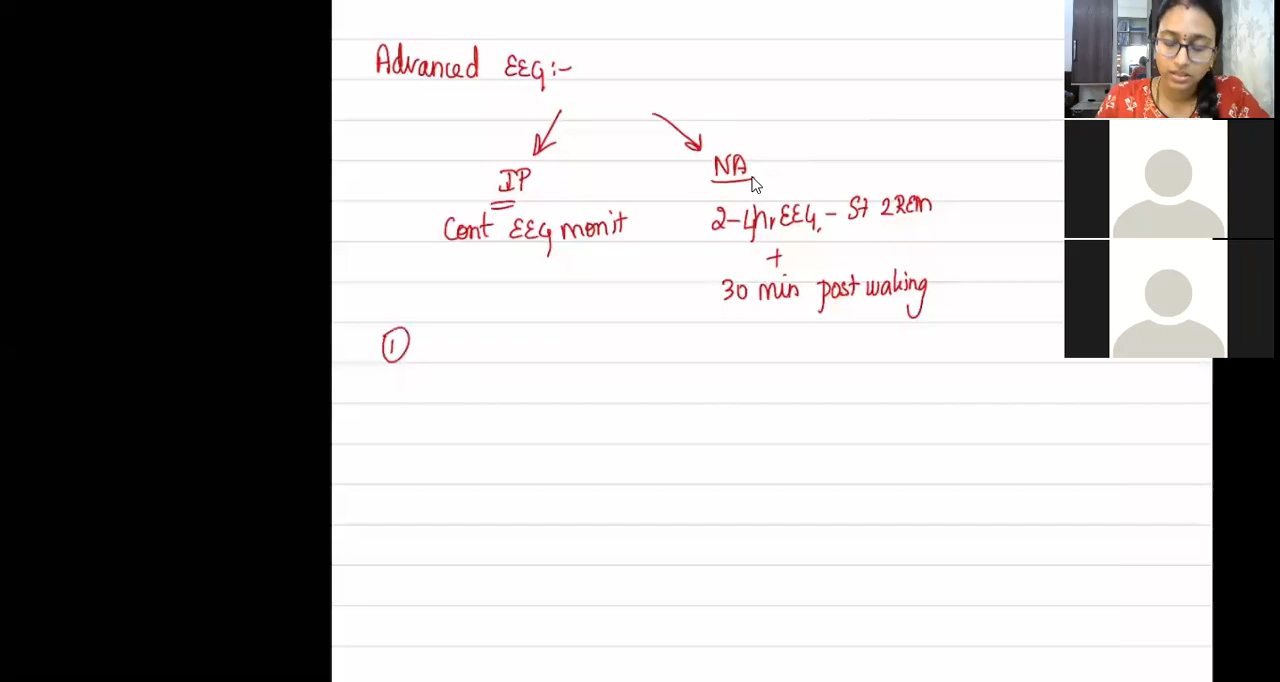 Advanced EEG:-
IP
NA
Cont EEG monit
2-4hr EEG, - St 2 REM
+
30 min post waking
1